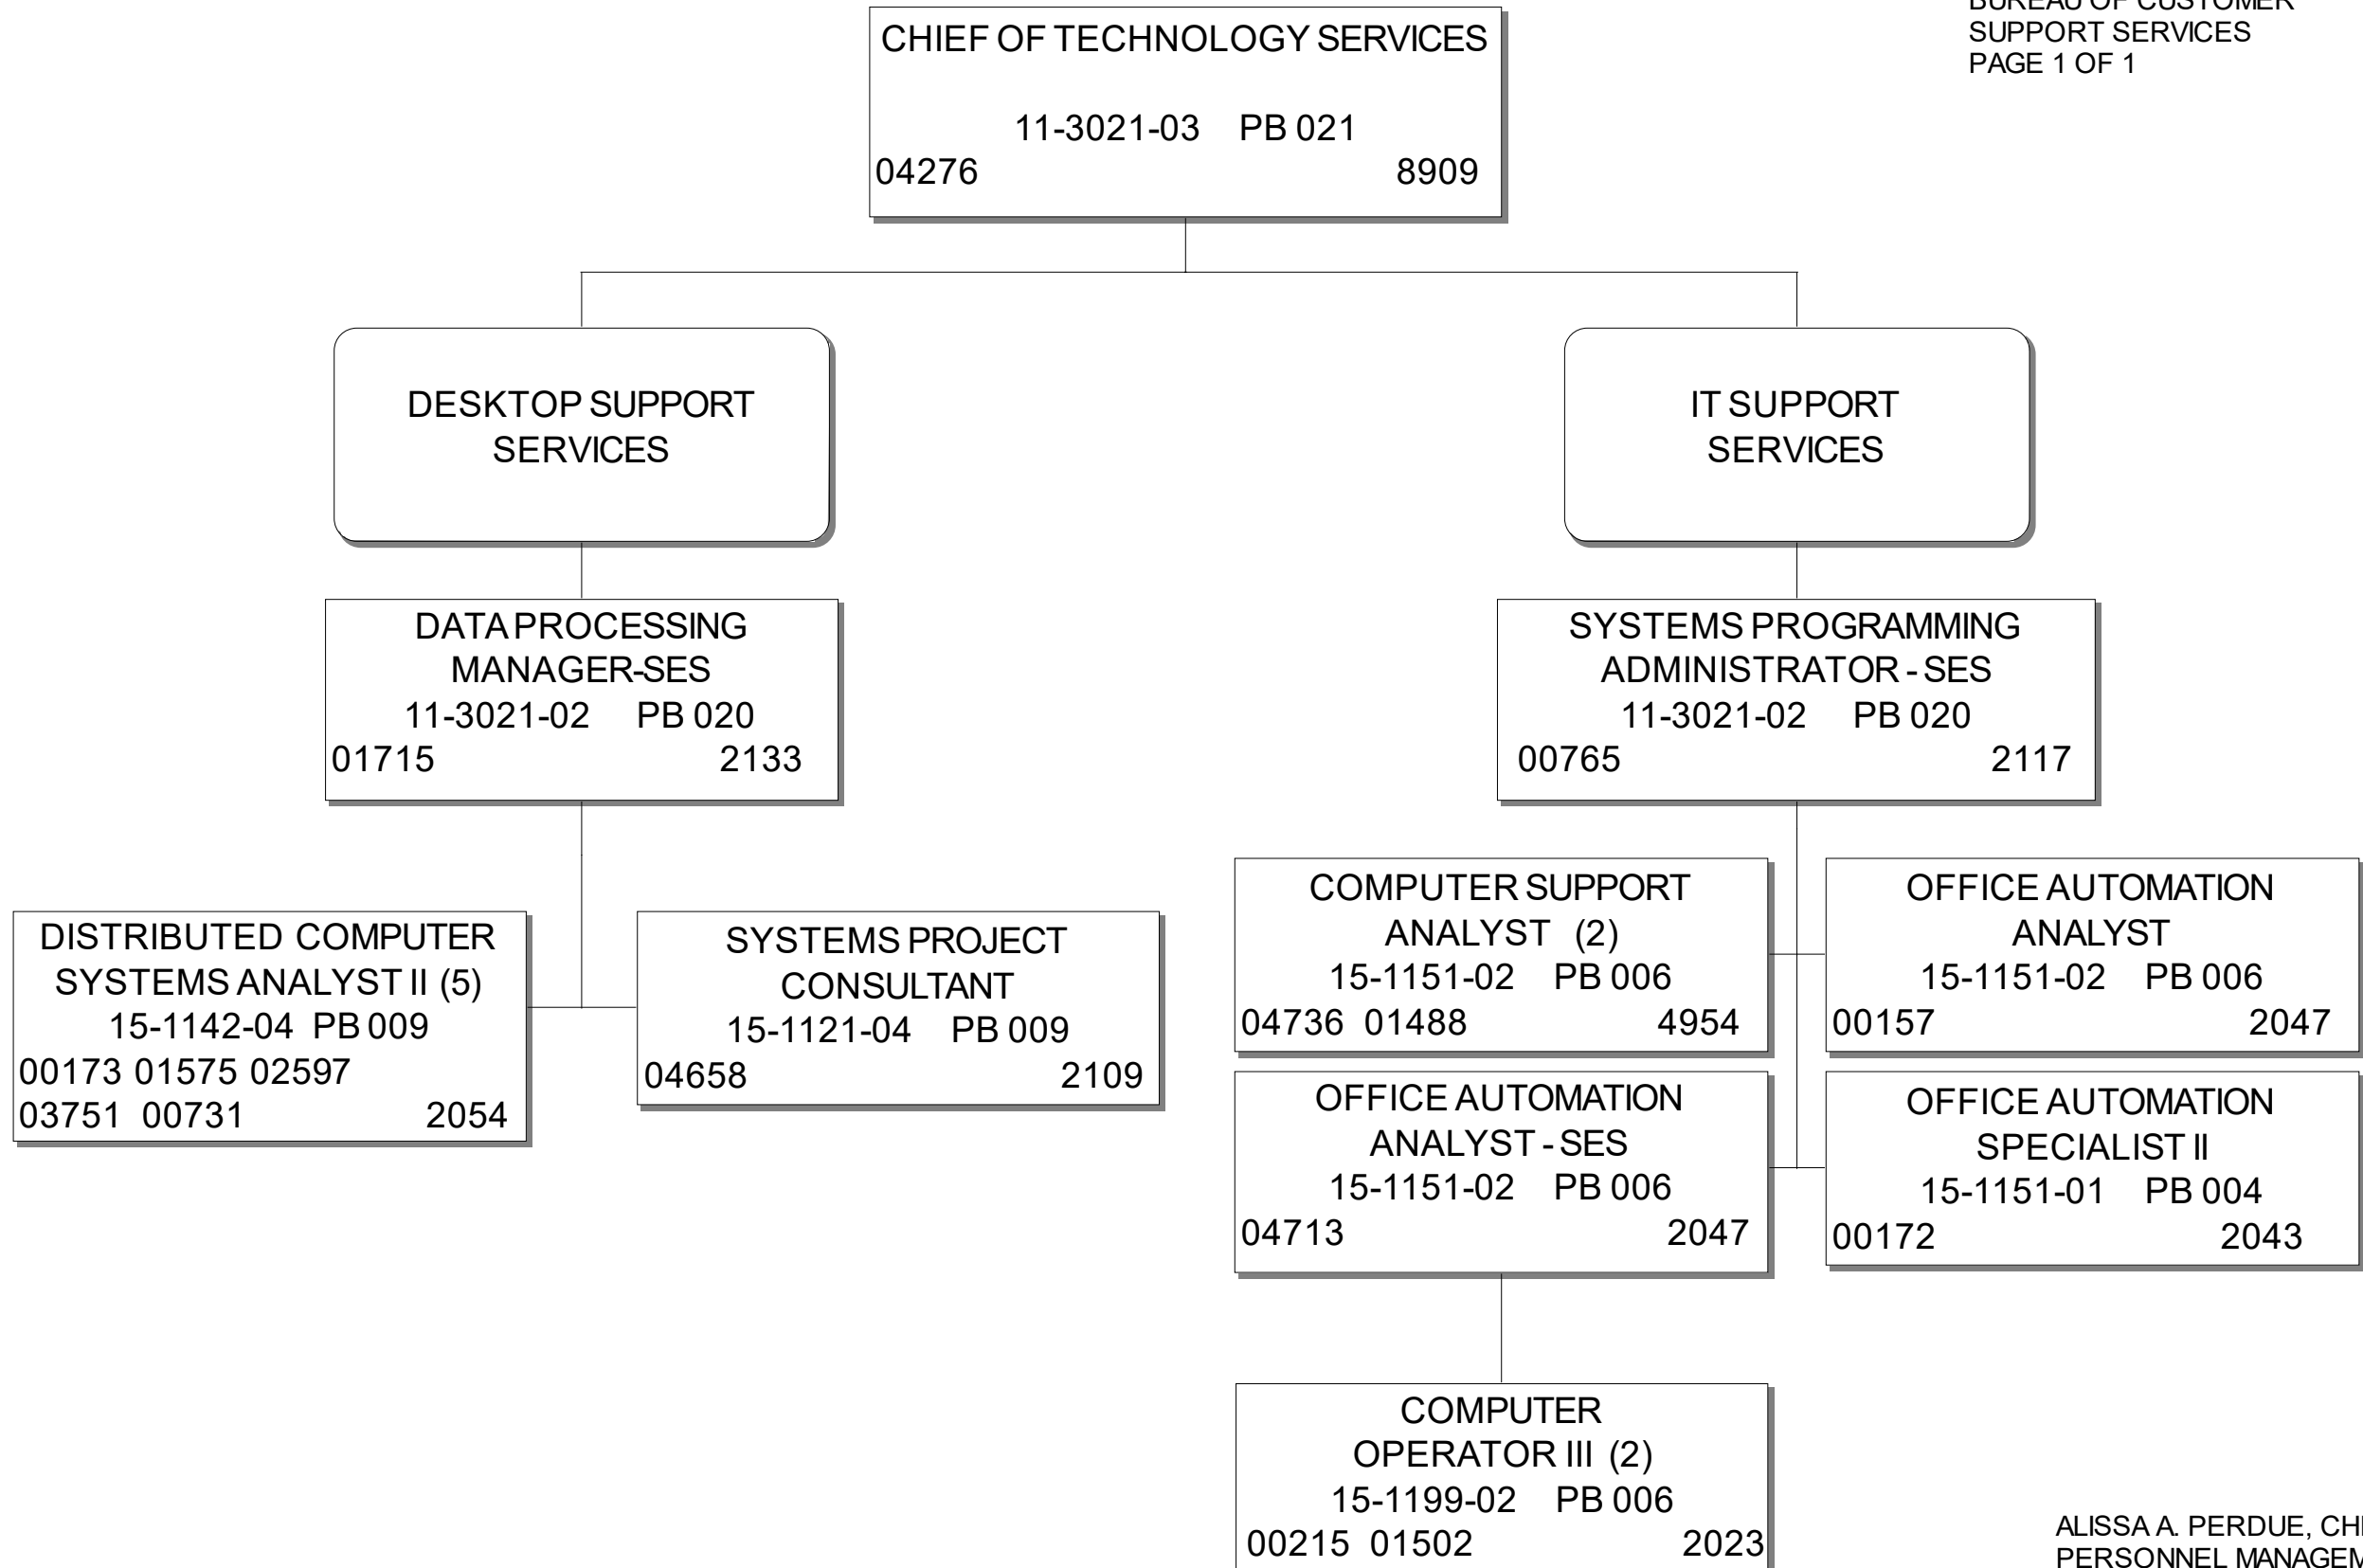 BUREAU OF CUSTOMER
SUPPORT SERVICES
PAGE 1 OF 1
CHIEF OF TECHNOLOGY SERVICES
11-3021-03 PB 021
04276 8909
DESKTOP SUPPORT
SERVICES
IT SUPPORT
SERVICES
DATA PROCESSING
MANAGER-SES
11-3021-02 PB 020
01715 2133
SYSTEMS PROGRAMMING
ADMINISTRATOR - SES
11-3021-02 PB 020
00765 2117
DISTRIBUTED COMPUTER
SYSTEMS ANALYST II (5)
15-1142-04 PB 009
00173 01575 02597
03751 00731 2054
SYSTEMS PROJECT
CONSULTANT
15-1121-04 PB 009
04658 2109
COMPUTER SUPPORT
ANALYST (2)
15-1151-02 PB 006
04736 01488 4954
OFFICE AUTOMATION
ANALYST
15-1151-02 PB 006
00157 2047
OFFICE AUTOMATION
ANALYST - SES
15-1151-02 PB 006
04713 2047
OFFICE AUTOMATION
SPECIALIST II
15-1151-01 PB 004
00172 2043
COMPUTER
OPERATOR III (2)
15-1199-02 PB 006
00215 01502 2023
ALISSA A. PERDUE,
PERSONNEL